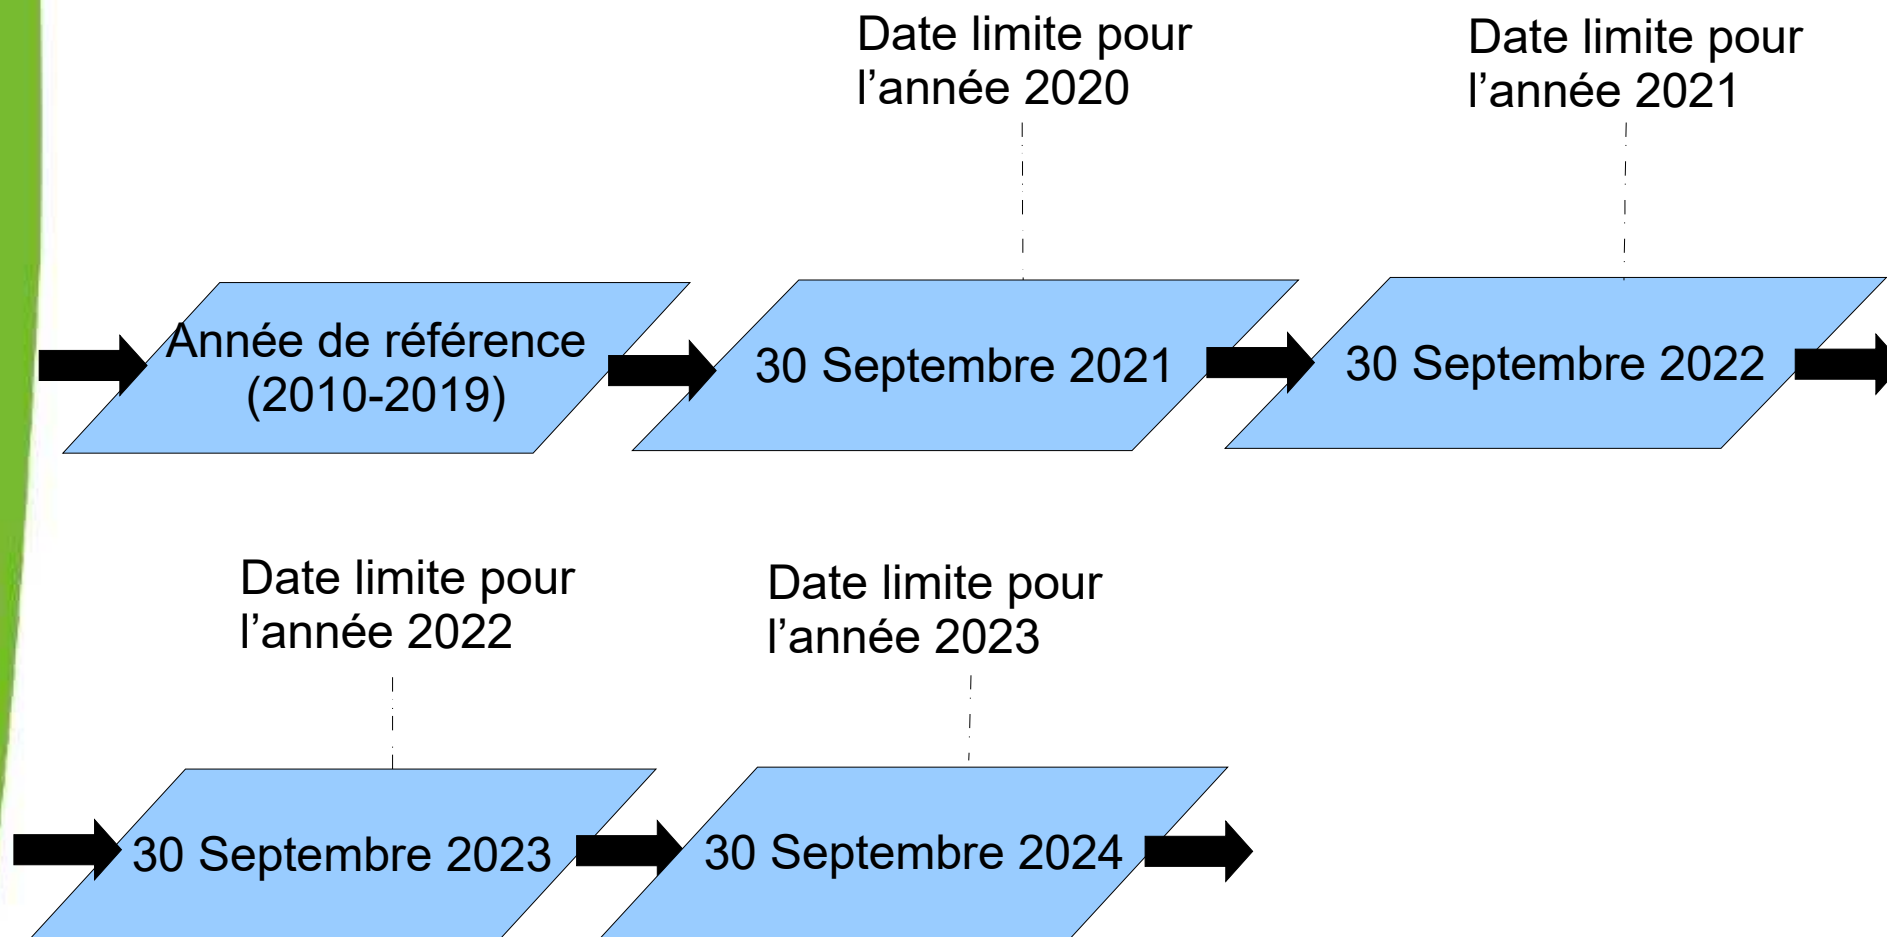 Date limite pour
l’année 2020
Date limite pour
l’année 2021
Année de référence
(2010-2019)
30 Septembre 2021
30 Septembre 2022
Date limite pour
l’année 2022
Date limite pour
l’année 2023
30 Septembre 2023
30 Septembre 2024